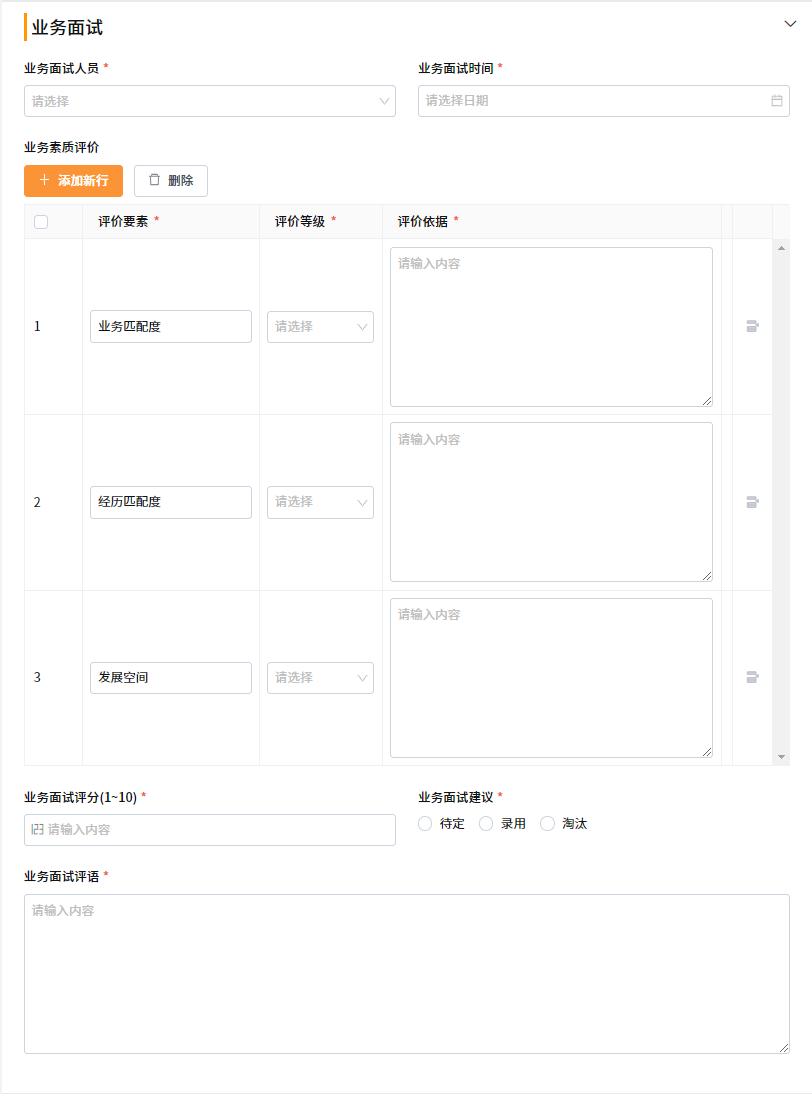 业务面试
业务面试人员 * 业务面试时间 *
请选择 请选择日期
业务素质评价
添加新行 删除
评价要素 * 评价等级 * 评价依据 *
请输入内容
1 业务匹配度 请选择
请输入内容
2 经历匹配度 请选择
请输入内容
3 发展空间 请选择
业务面试评分(1~10) * 业务面试建议 *
123 请输入内容 待定 录用 淘汰
业务面试评语 *
请输入内容